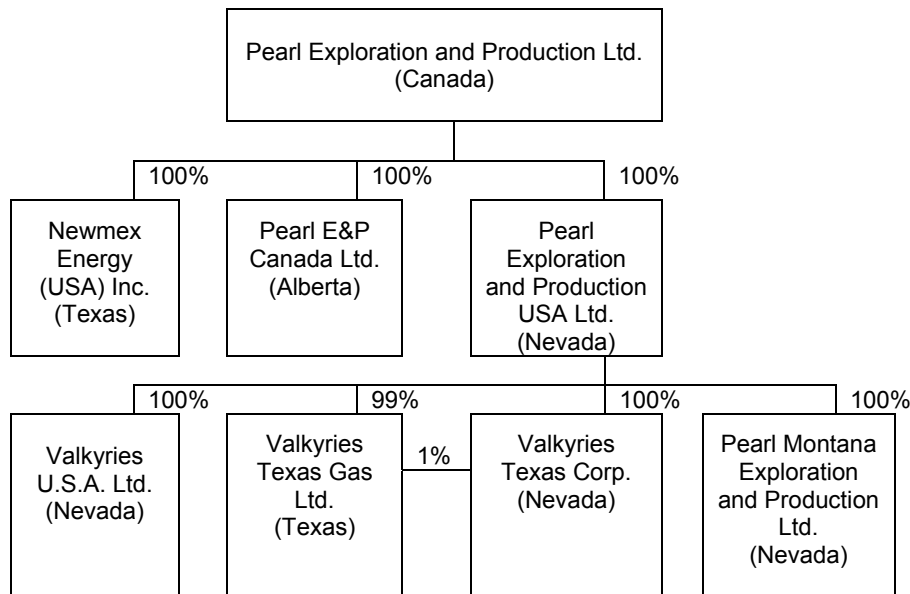 Pearl Exploration and Production Ltd.
(Canada)
100%
100%
100%
Newmex
Energy
(USA) Inc.
(Texas)
Pearl E&P
Canada Ltd.
(Alberta)
Pearl
Exploration
and Production
USA Ltd.
(Nevada)
100%
99%
100%
100%
Valkyries
U.S.A. Ltd.
(Nevada)
Valkyries
Texas Gas
Ltd.
(Texas)
1%
Valkyries
Texas Corp.
(Nevada)
Pearl Montana
Exploration
and Production
Ltd.
(Nevada)